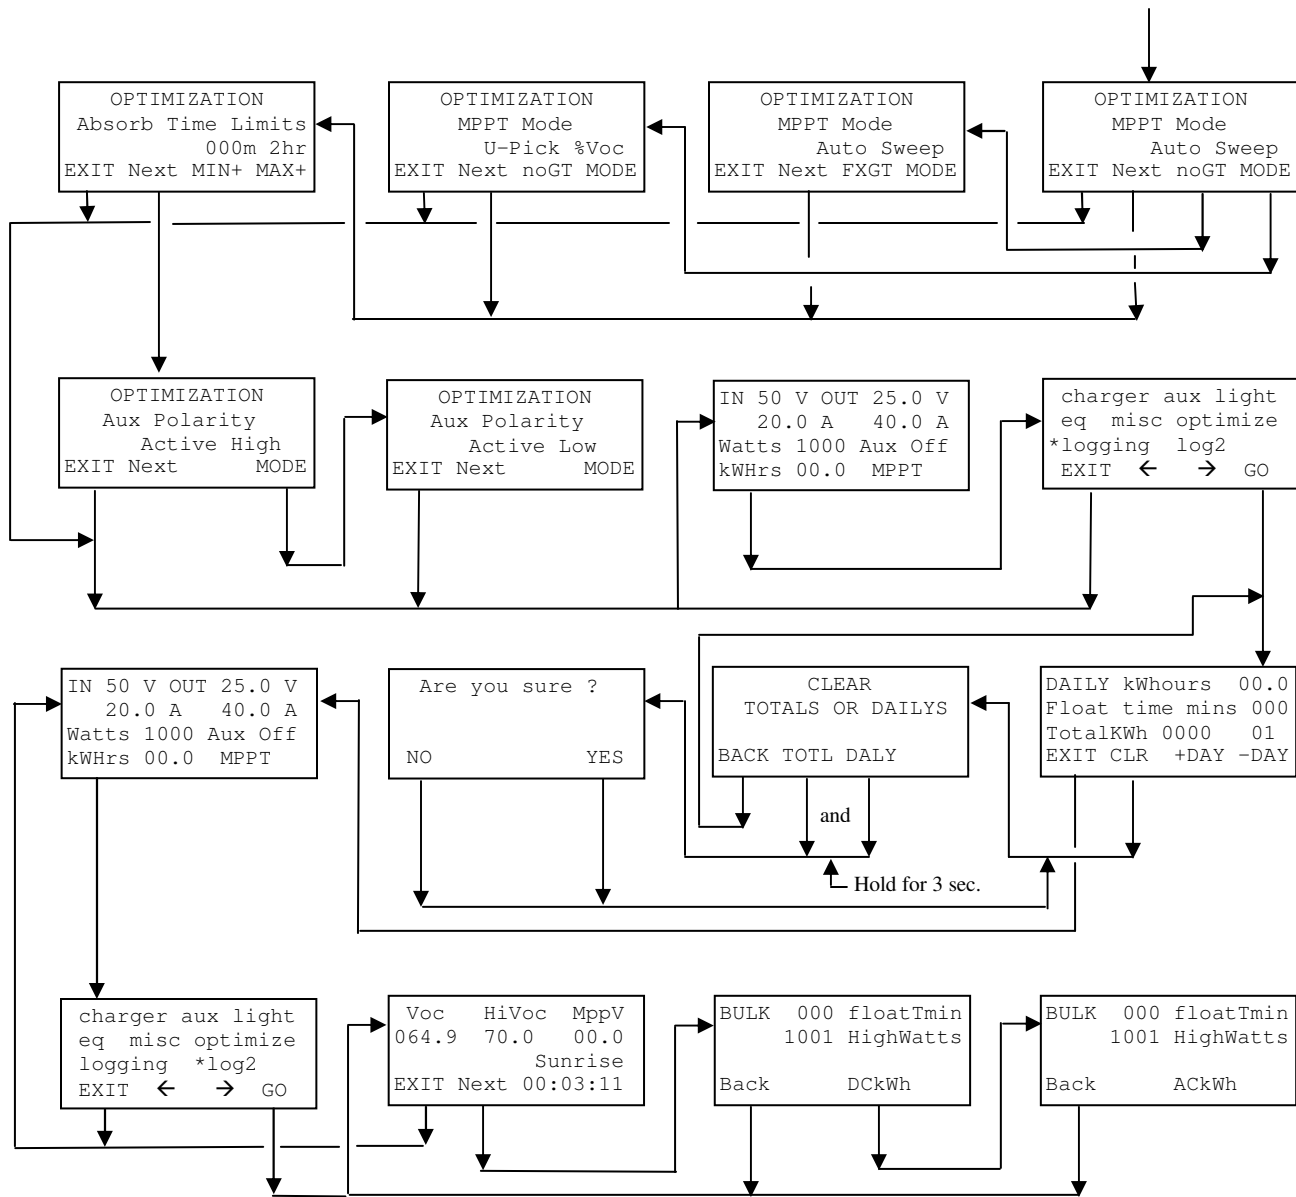 OPTIMIZATION
Absorb Time Limits
000m 2hr
EXIT Next MIN+ MAX+
OPTIMIZATION
MPPT Mode
U-Pick %Voc
EXIT Next noGT MODE
OPTIMIZATION
MPPT Mode
Auto Sweep
EXIT Next FXGT MODE
OPTIMIZATION
MPPT Mode
Auto Sweep
EXIT Next noGT MODE
OPTIMIZATION
Aux Polarity
Active High
EXIT Next MODE
OPTIMIZATION
Aux Polarity
Active Low
EXIT Next MODE
IN 50 V OUT 25.0 V
20.0 A 40.0 A
Watts 1000 Aux Off
kWHrs 00.0 MPPT
charger aux light
eq misc optimize
*logging log2
EXIT ← → GO
IN 50 V OUT 25.0 V
20.0 A 40.0 A
Watts 1000 Aux Off
kWHrs 00.0 MPPT
Are you sure ?
NO YES
CLEAR
TOTALS OR DAILYS
BACK TOTL DALY
and
Hold for 3 sec.
DAILY kWhours 00.0
Float time mins 000
TotalKWh 0000 01
EXIT CLR +DAY -DAY
charger aux light
eq misc optimize
logging *log2
EXIT ← → GO
Voc HiVoc MppV
064.9 70.0 00.0
Sunrise
EXIT Next 00:03:11
BULK 000 floatTmin
1001 HighWatts
Back DCkWh
BULK 000 floatTmin
1001 HighWatts
Back ACkWh